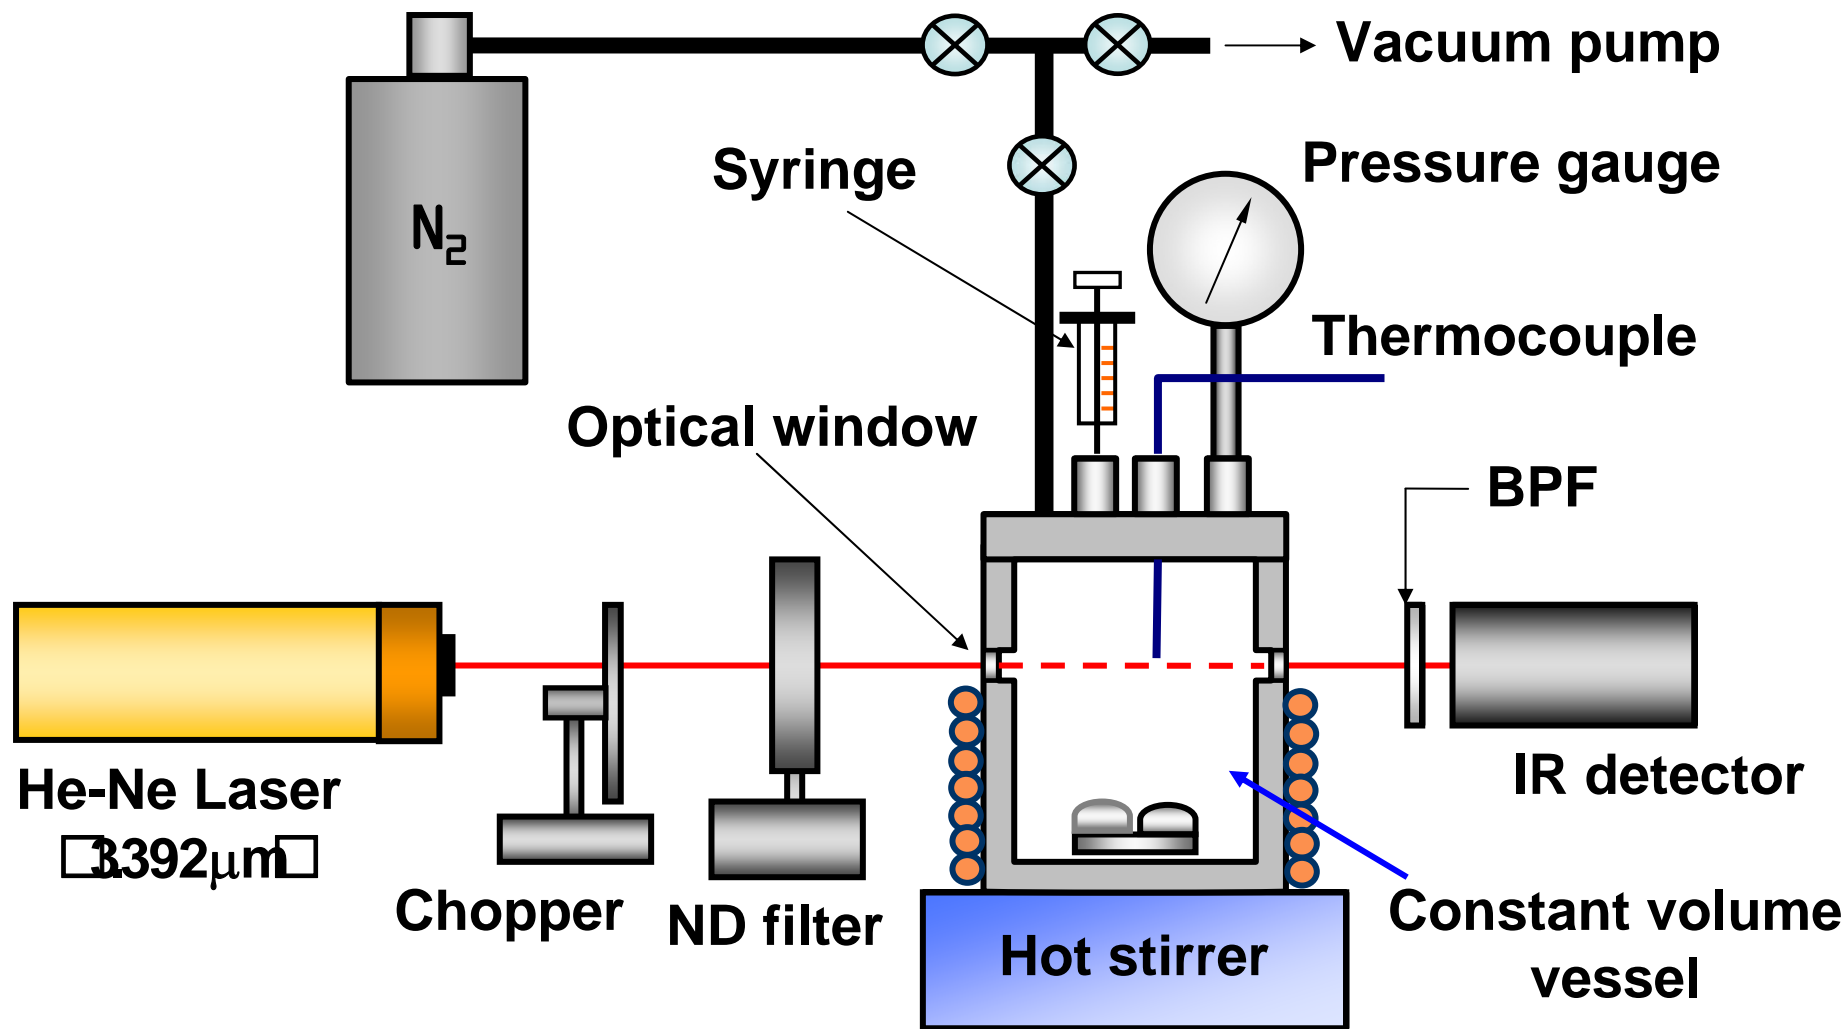 Vacuum pump
Pressure gauge
Syringe
N₂
Thermocouple
Optical window
BPF
He-Ne Laser
□3.392μm□
IR detector
Chopper
ND filter
Hot stirrer
Constant volume
vessel